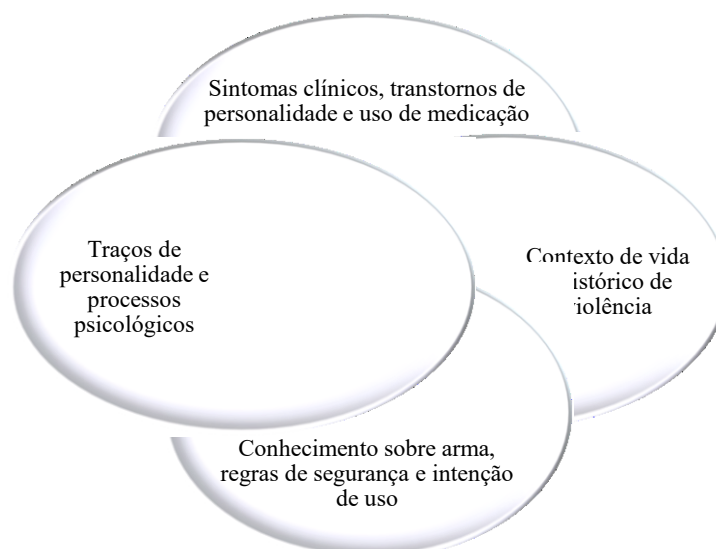 Sintomas clínicos, transtornos de
personalidade e uso de medicação
Traços de
personalidade e
processos
psicológicos
Contexto de vida
istórico de
iolência
Conhecimento sobre arma,
regras de segurança e intenção
de uso